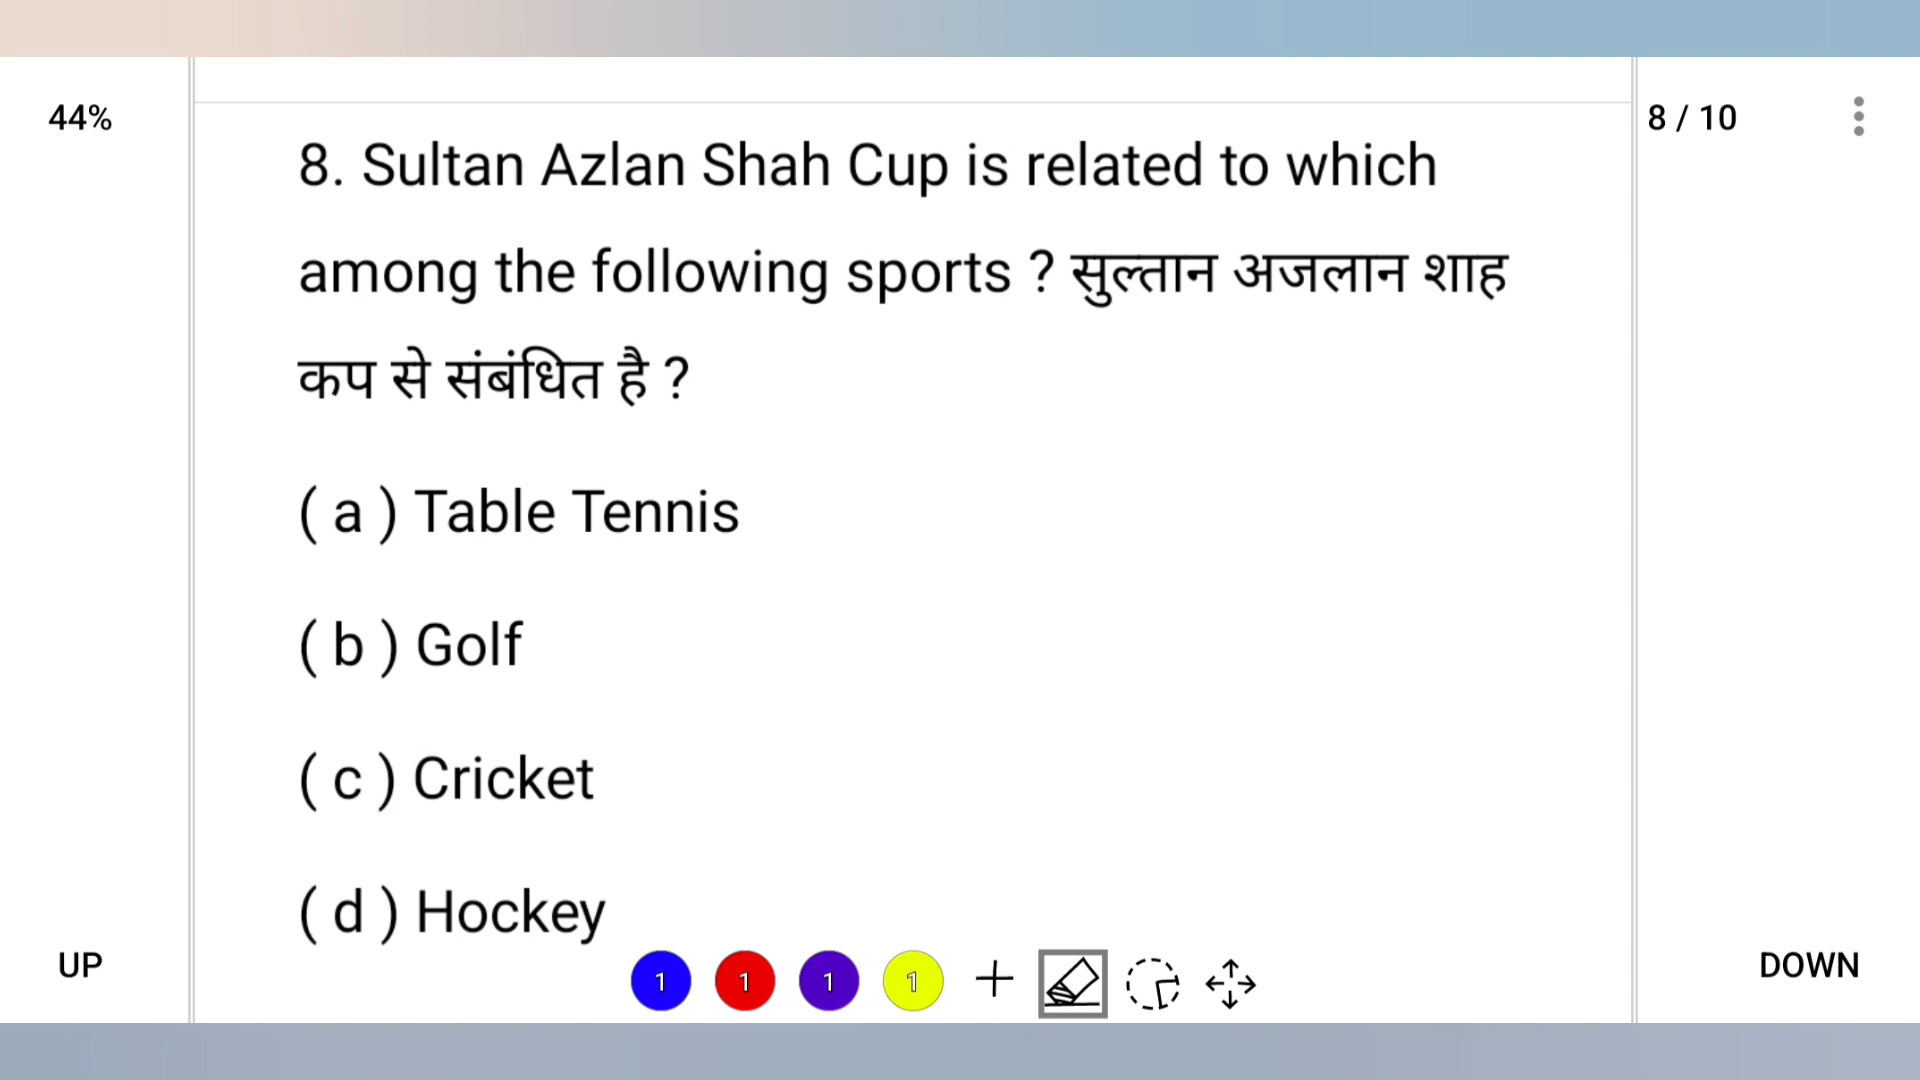 44%
8 / 10
8. Sultan Azlan Shah Cup is related to which
among the following sports ? सुल्तान अजलान शाह
कप से संबंधित है ?
( a ) Table Tennis
( b ) Golf
( c ) Cricket
( d ) Hockey
UP
1 1 1 1
DOWN